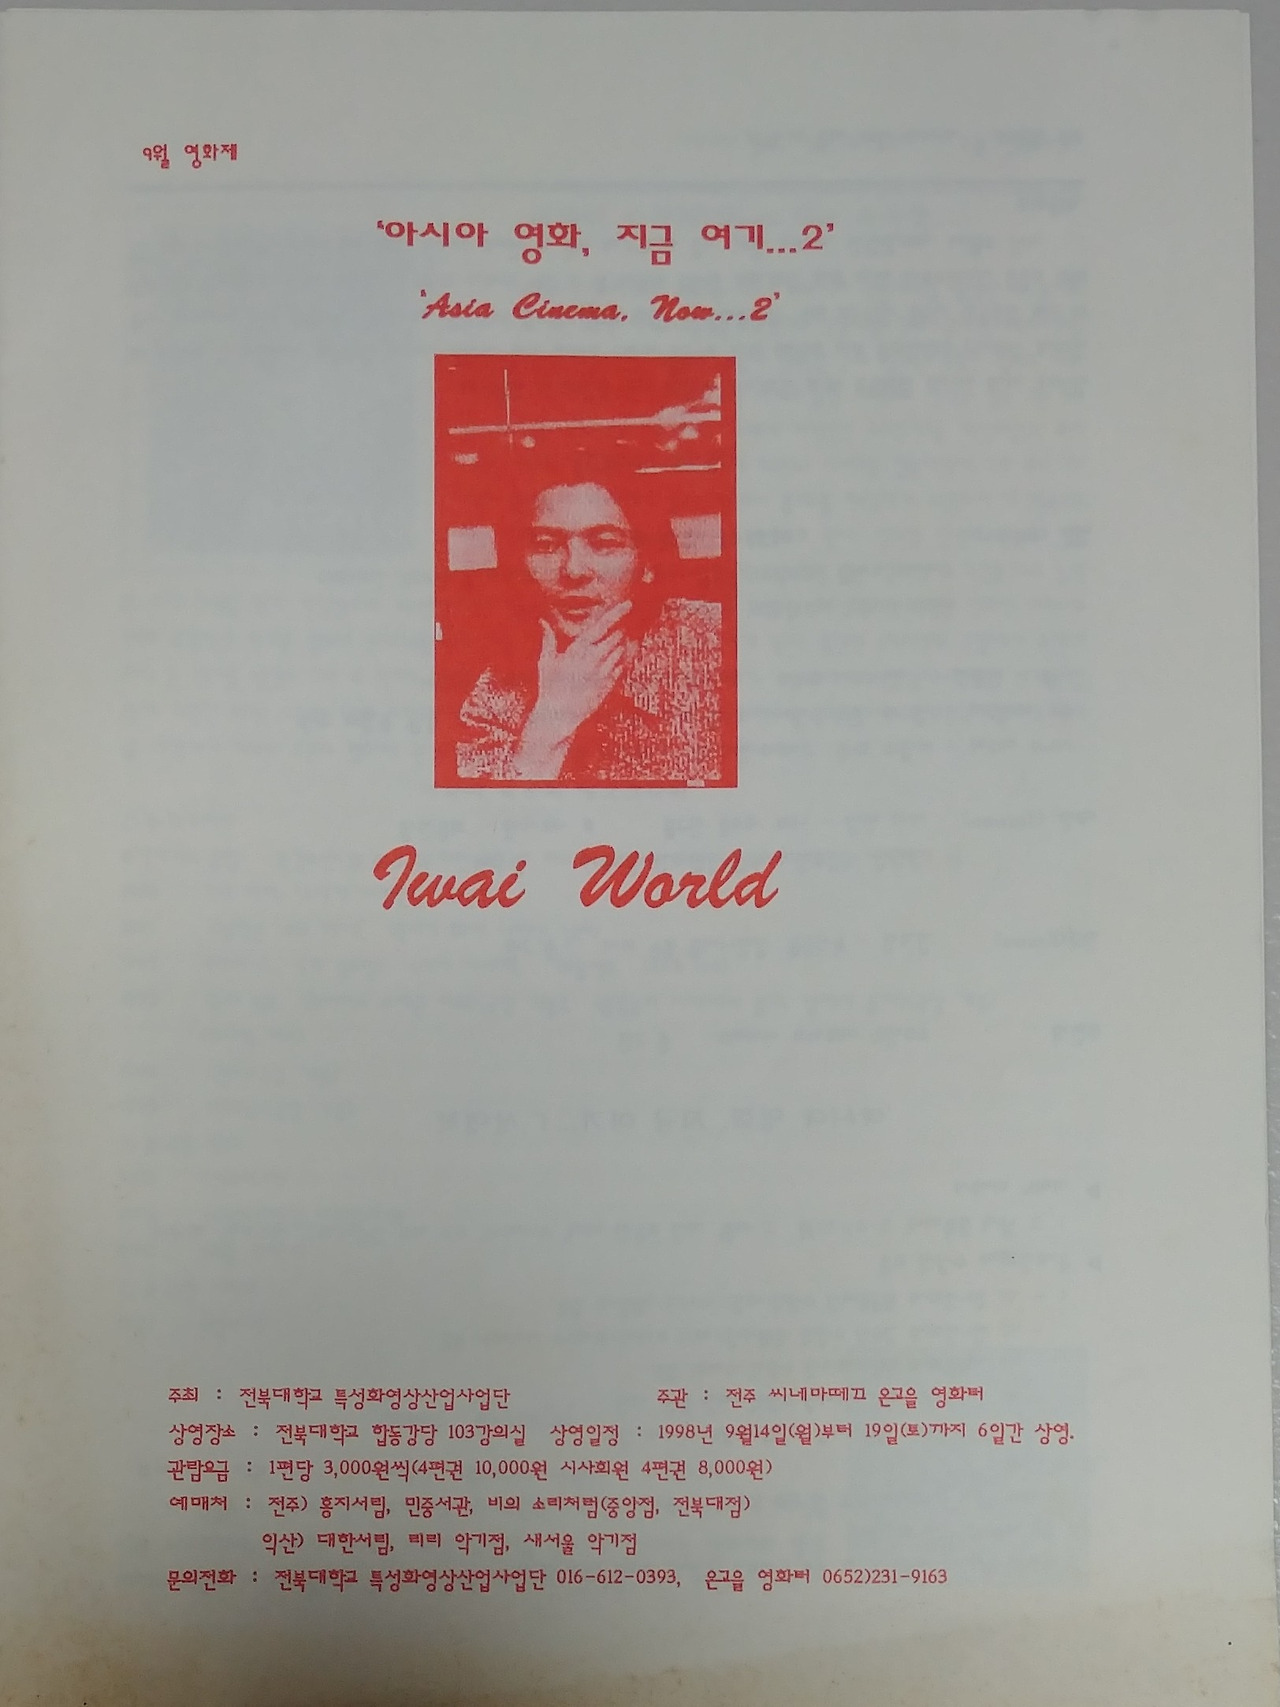 9월 영화제
'아시아 영화, 지금 여기...2'
'Asia Cinema, Now...2'
Iwai World
주최 : 전북대학교 특성화영상산업사업단 주관 : 전주 씨네마떼끄 온고을 영화터
상영장소 : 전북대학교 합동강당 103강의실 상영일정 : 1998년 9월14일(월)부터 19일(토)까지 6일간 상영.
관람요금 : 1편당 3,000원씩(4편권 10,000원 시사회원 4편권 8,000원)
예매처 : 전주) 홍지서림, 민중서관, 비의 소리처럼(중앙점, 전북대점)
익산) 대한서림, 리리 악기점, 새서울 악기점
문의전화 : 전북대학교 특성화영상산업사업단 016-612-0393, 온고을 영화터 0652)231-9163